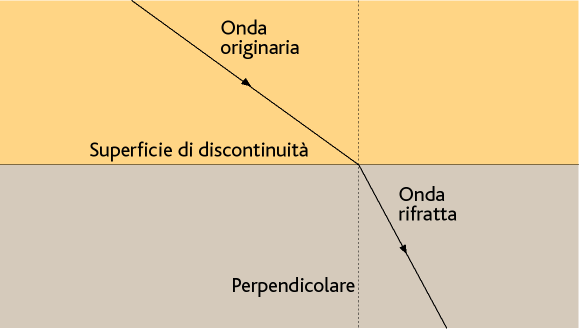 Onda
originaria
Superficie di discontinuità
Onda
rifratta
Perpendicolare